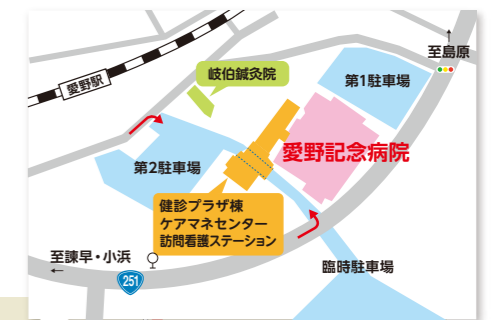 至島原
愛野駅
岐伯鍼灸院
第1駐車場
愛野記念病院
第2駐車場
健診プラザ棟
ケアマネセンター
訪問看護ステーション
至諫早・小浜
251
臨時駐車場